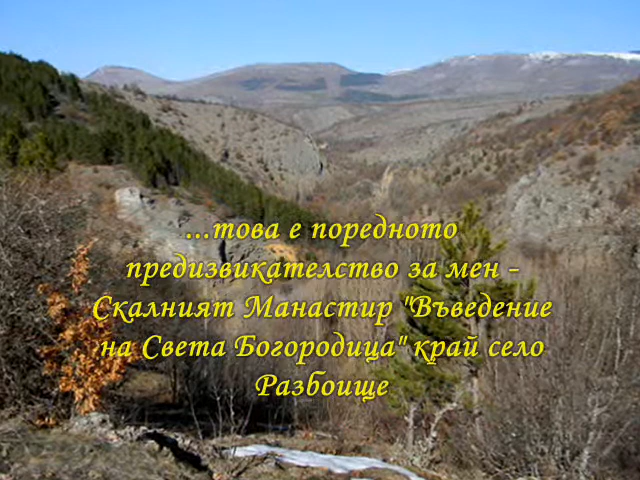 ...това е поредното
предизвикателство за мен -
Скалният Манастир "Въведение
на Света Богородица" край село
Разбоище